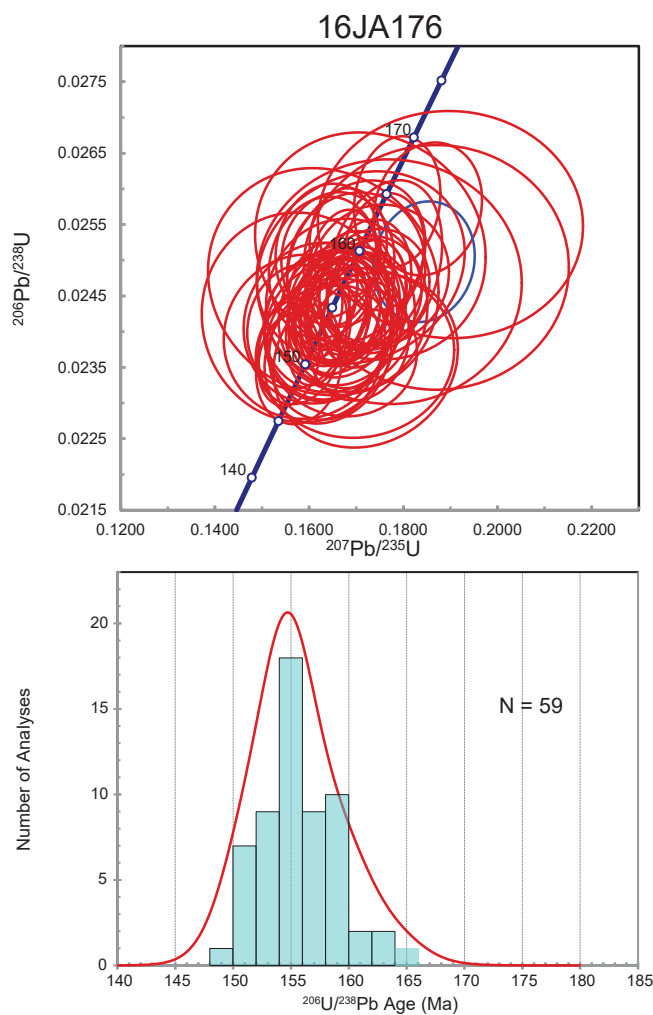 16JA176
0.0275
0.0265
0.0255
0.0245
0.0235
0.0225
0.0215
170
160
150
140
206Pb/238U
0.1200 0.1400 0.1600 0.1800 0.2000 0.2200
207Pb/235U
20
15
10
5
0
Number of Analyses
N = 59
140 145 150 155 160 165 170 175 180 185
206U/238Pb Age (Ma)